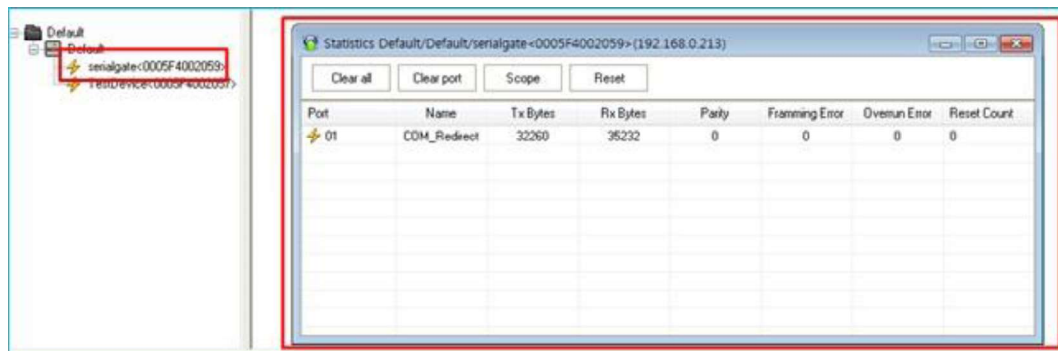 Default
Default
serialgate<0005F4002059>
TestDevice<0005F4002057>
Statistics Default/Default/serialgate<0005F4002059>(192.168.0.213)
Clear all Clear port Scope Reset
Port Name Tx Bytes Rx Bytes Parity Framming Error Overrun Error Reset Count
01 COM_Redirect 32260 35232 0 0 0 0